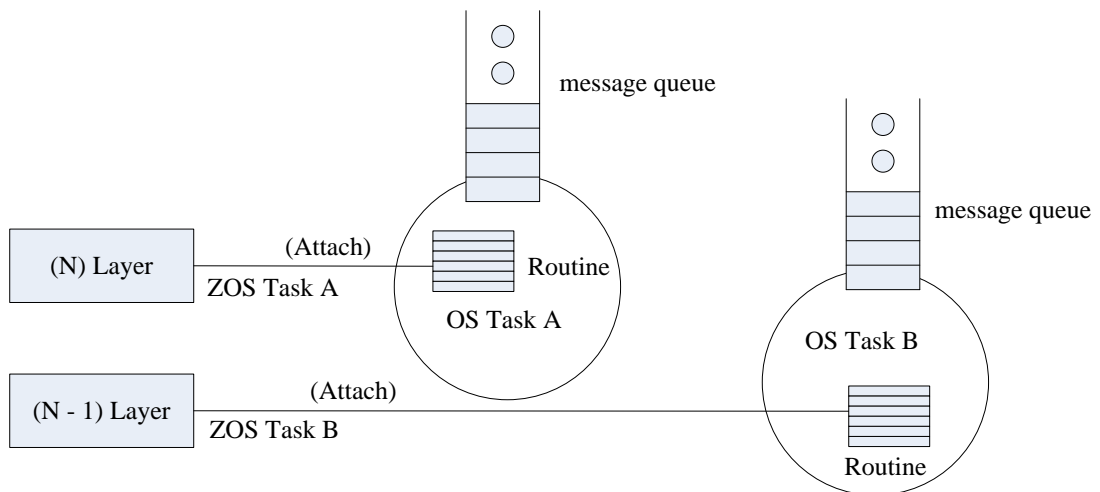 message queue
message queue
(N) Layer
(Attach)
ZOS Task A
Routine
OS Task A
OS Task B
(N - 1) Layer
(Attach)
ZOS Task B
Routine